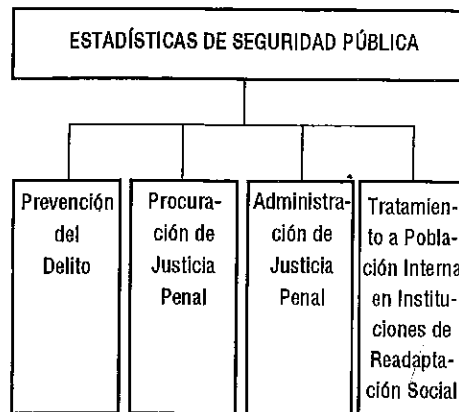 ESTADÍSTICAS DE SEGURIDAD PÚBLICA
Prevención
del
Delito
Procura-
ción de
Justicia
Penal
Administra-
ción de
Justicia
Penal
Tratamien-
to a Pobla-
ción Interna
en Institu-
ciones de
Readapta-
ción Social